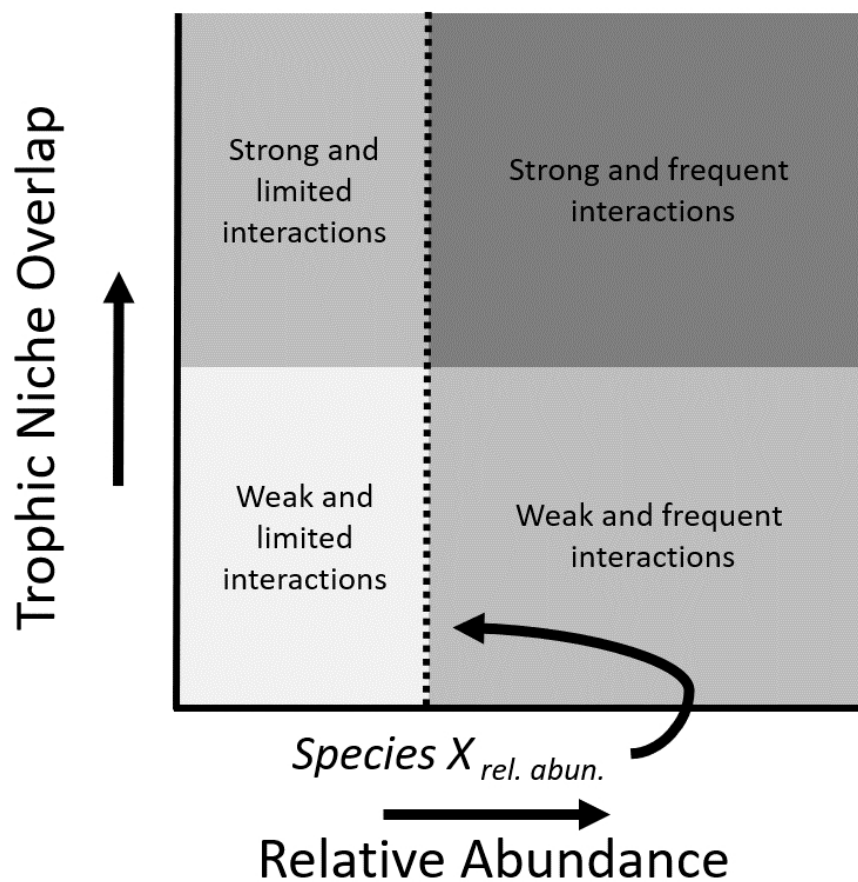 Trophic Niche Overlap
Strong and
limited
interactions
Strong and frequent
interactions
Weak and
limited
interactions
Weak and frequent
interactions
Species X rel. abun.
Relative Abundance